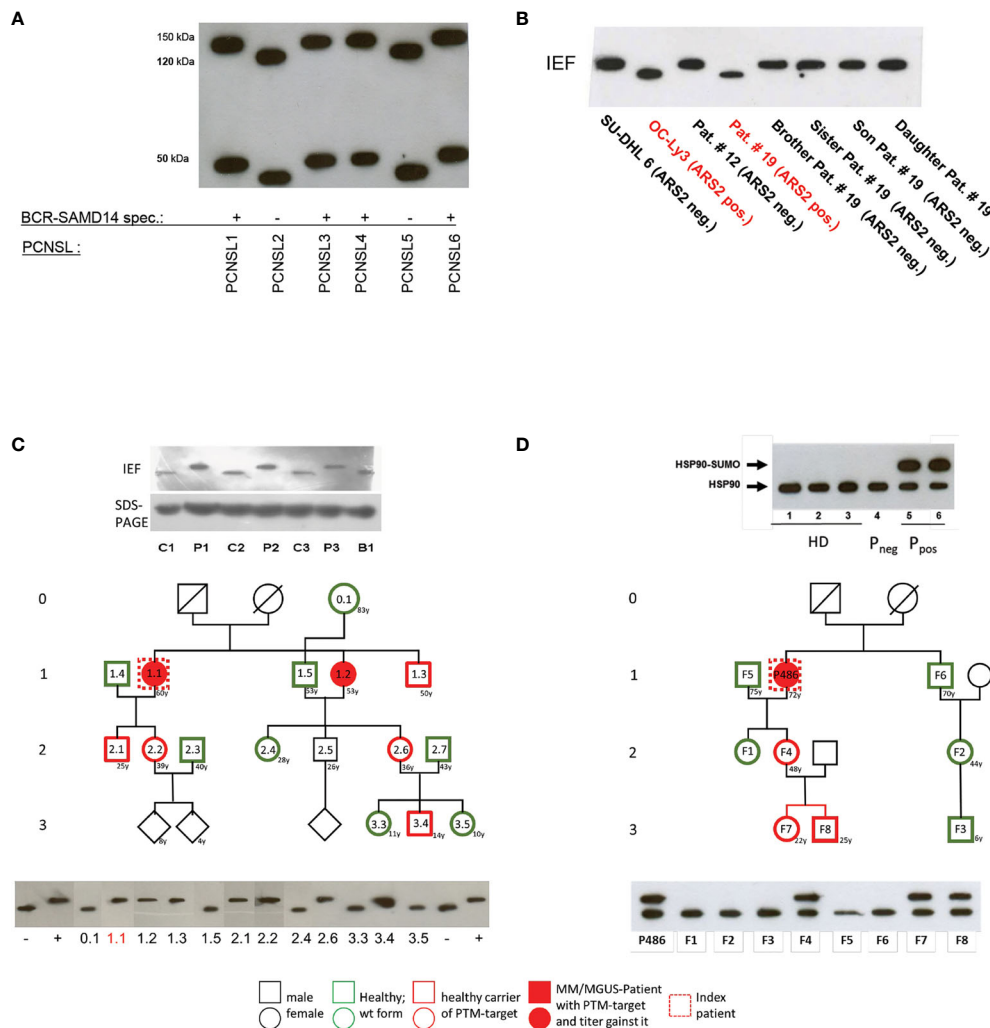 A
150 kDa
120 kDa
50 kDa
BCR-SAMD14 spec.: + - + + - +
PCNSL : PCNSL1 PCNSL2 PCNSL3 PCNSL4 PCNSL5 PCNSL6
B
IEF
SU-DHL 6 (ARS2 neg.)
OC-Ly3 (ARS2 pos.)
Pat. # 12 (ARS2 neg.)
Pat. # 19 (ARS2 pos.)
Brother Pat. # 19 (ARS2 neg.)
Sister Pat. # 19 (ARS2 neg.)
Son Pat. # 19 (ARS2 neg.)
Daughter Pat. # 19
C
IEF
SDS-
PAGE
C1 P1 C2 P2 C3 P3 B1
0
0.1
83y
1
1.4 1.1 1.5 1.2 1.3
60y 53y 53y 50y
2
2.1 2.2 2.3 2.4 2.5 2.6 2.7
25y 39y 40y 28y 26y 36y 43y
3
3.3 3.4 3.5
8y 4y 11y 14y 10y
- + 0.1 1.1 1.2 1.3 1.5 2.1 2.2 2.4 2.6 3.3 3.4 3.5 - +
D
HSP90-SUMO
HSP90
1 2 3 4 5 6
HD Pneg Ppos
0
1
F5 P486 F6
75y 72y 70y
2
F1 F4 F2
48y 44y
3
F7 F8 F3
22y 25y 6y
P486 F1 F2 F3 F4 F5 F6 F7 F8
male
female
Healthy;
wt form
healthy carrier
of PTM-target
MM/MGUS-Patient
with PTM-target
and titer gainst it
Index
patient